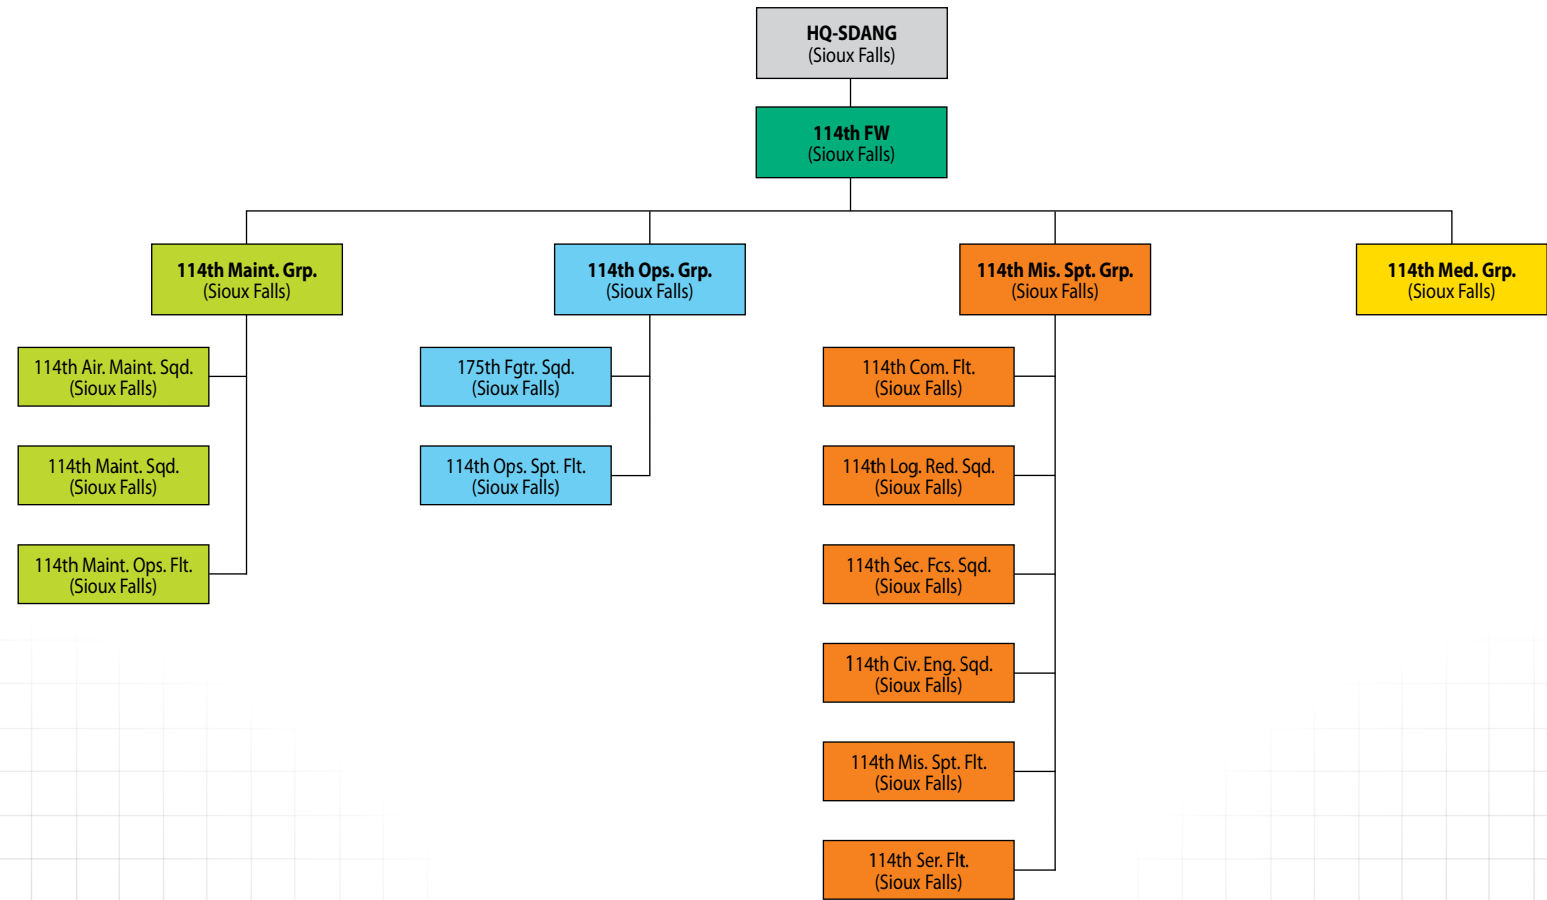 HQ-SDANG
(Sioux Falls)
114th FW
(Sioux Falls)
114th Maint. Grp.
(Sioux Falls)
114th Air. Maint. Sqd.
(Sioux Falls)
114th Maint. Sqd.
(Sioux Falls)
114th Maint. Ops. Flt.
(Sioux Falls)
114th Ops. Grp.
(Sioux Falls)
175th Fgtr. Sqd.
(Sioux Falls)
114th Ops. Spt. Flt.
(Sioux Falls)
114th Mis. Spt. Grp.
(Sioux Falls)
114th Com. Flt.
(Sioux Falls)
114th Log. Red. Sqd.
(Sioux Falls)
114th Sec. Fcs. Sqd.
(Sioux Falls)
114th Civ. Eng. Sqd.
(Sioux Falls)
114th Mis. Spt. Flt.
(Sioux Falls)
114th Ser. Flt.
(Sioux Falls)
114th Med. Grp.
(Sioux Falls)